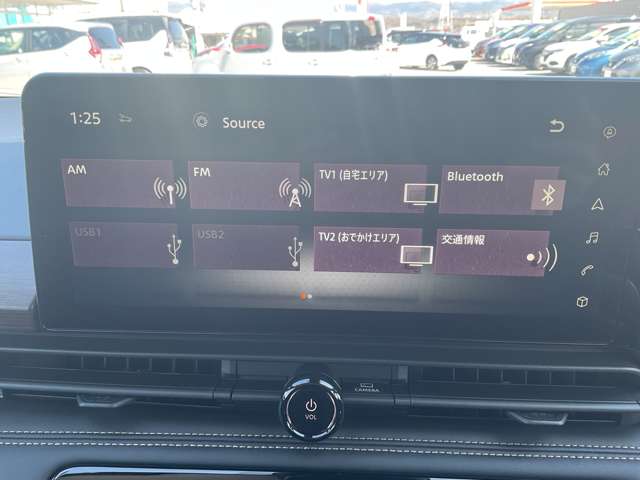 1:25
Source
AM
FM
TV1 (自宅エリア)
Bluetooth
USB1
USB2
TV2 (おでかけエリア)
交通情報
CAMERA
VOL